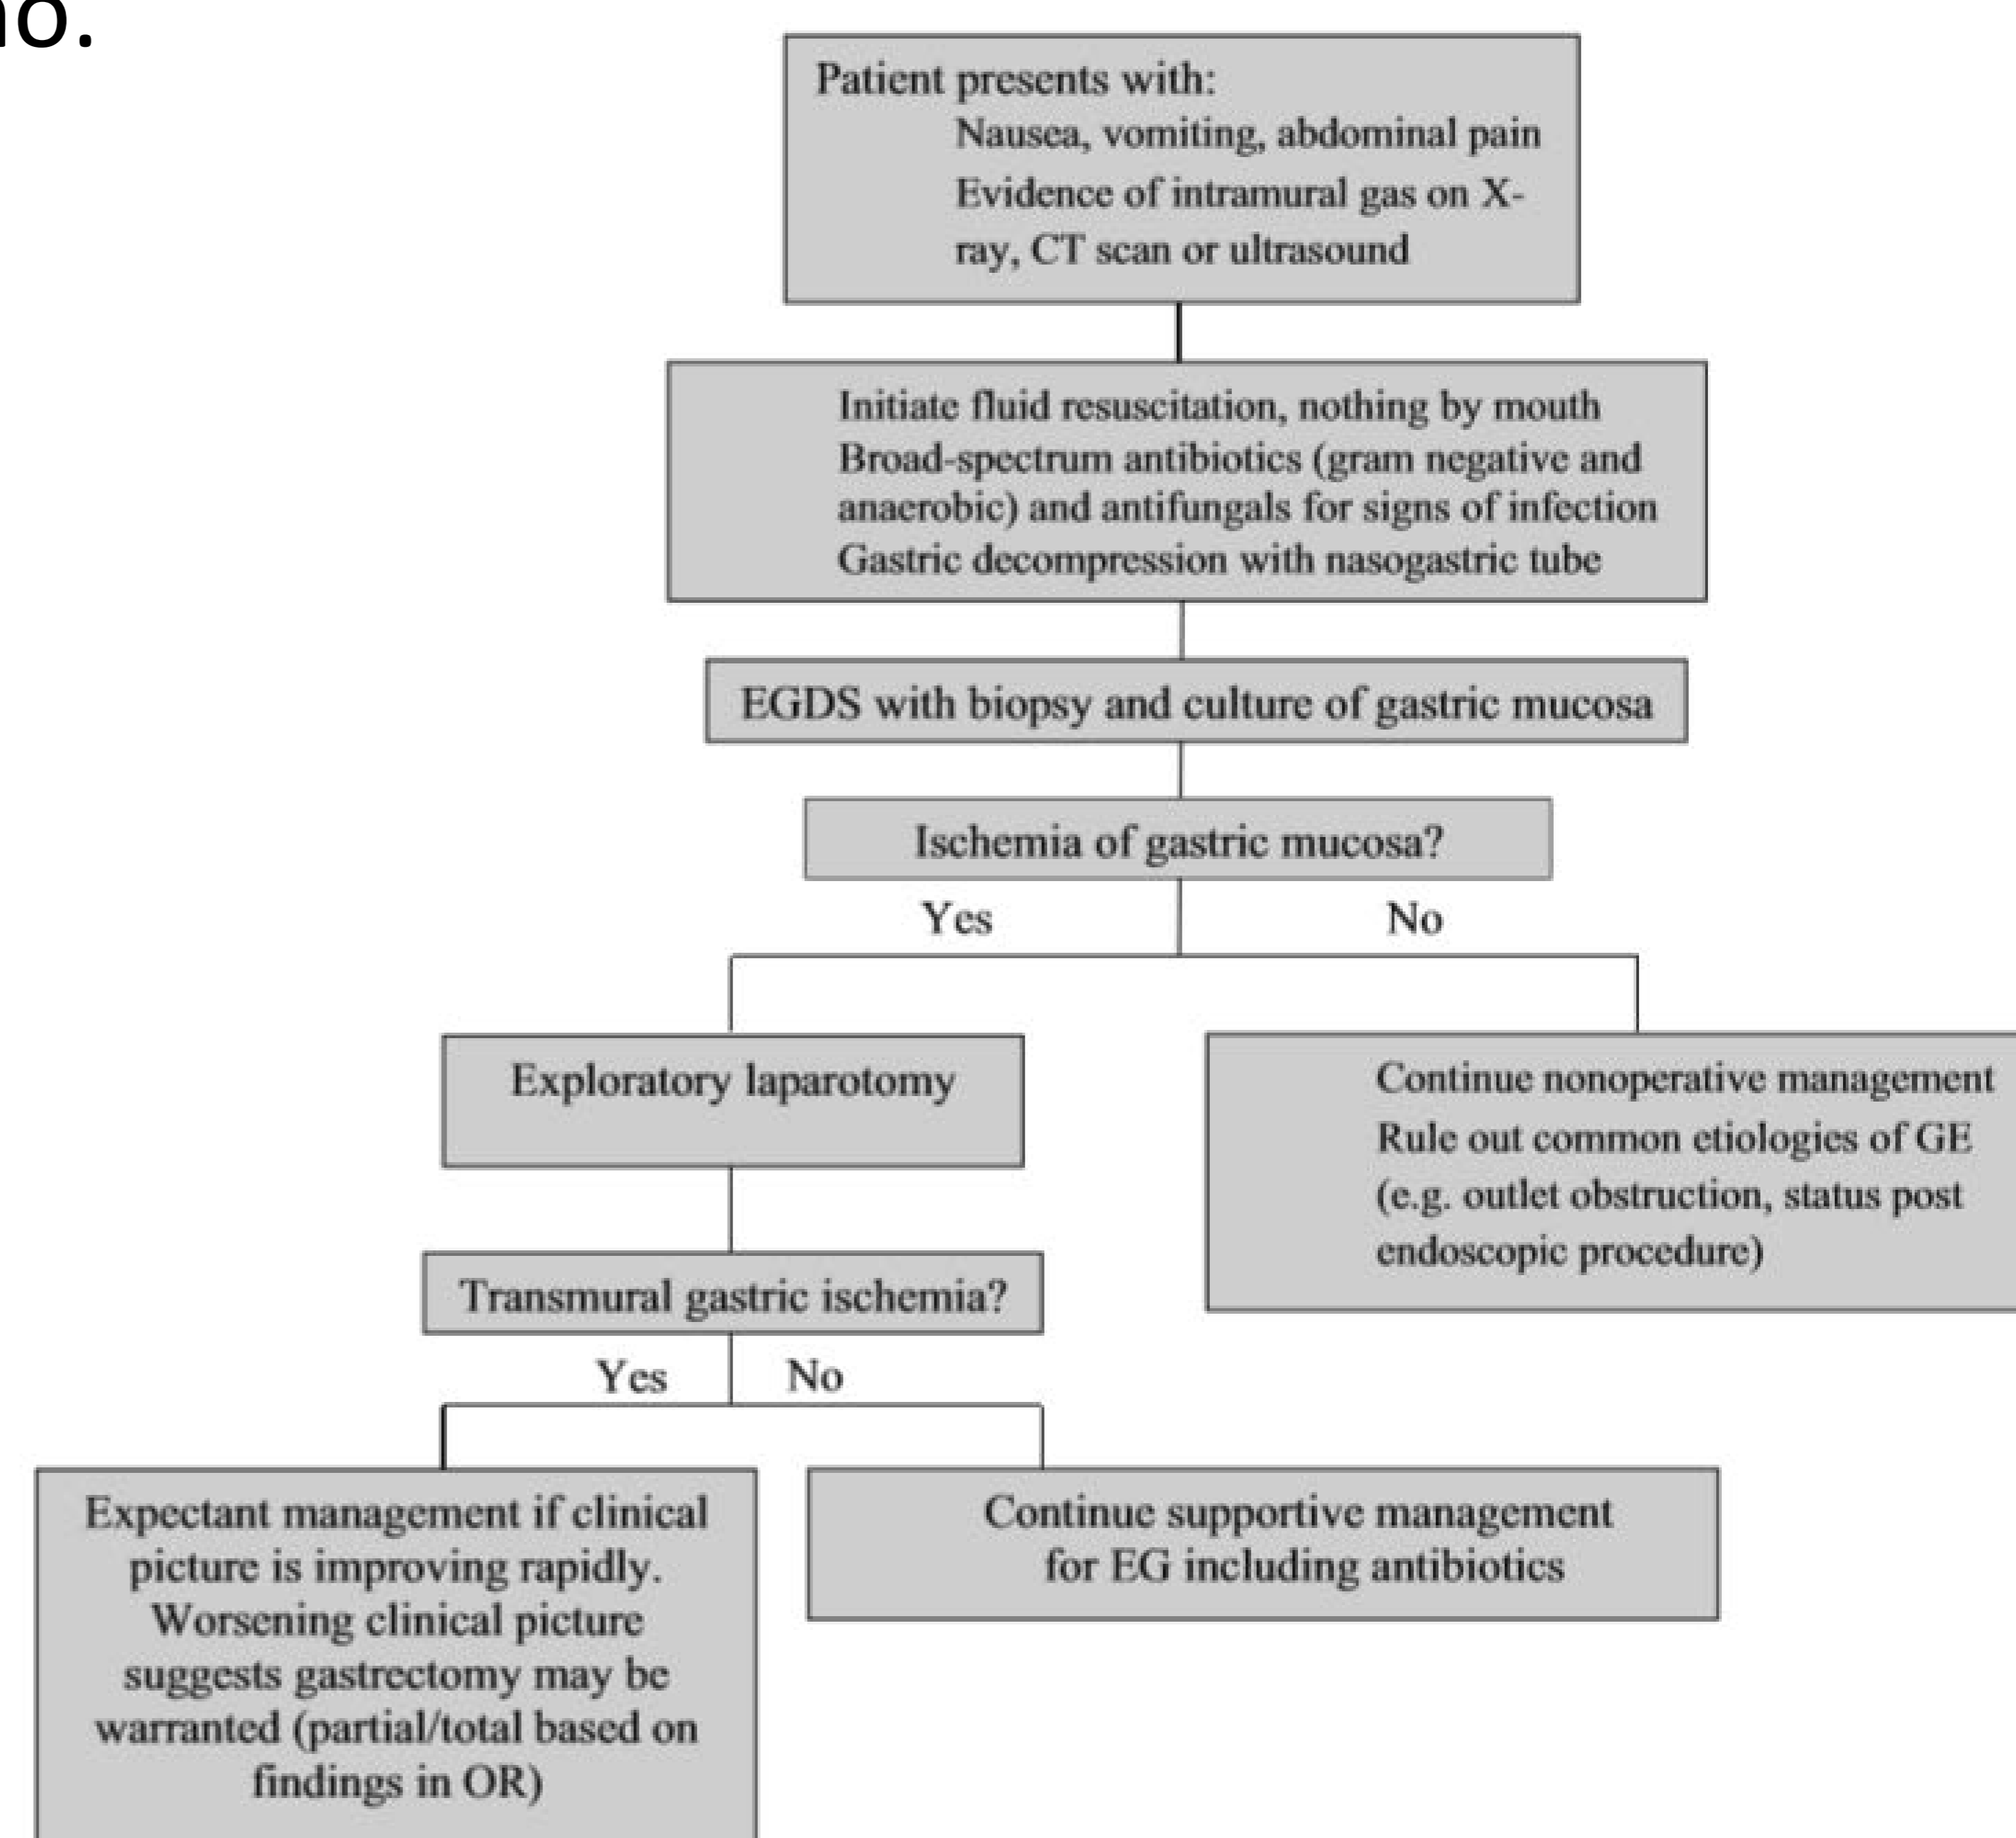 no.
Patient presents with:
Nausea, vomiting, abdominal pain
Evidence of intramural gas on X-
ray, CT scan or ultrasound
Initiate fluid resuscitation, nothing by mouth
Broad-spectrum antibiotics (gram negative and
anaerobic) and antifungals for signs of infection
Gastric decompression with nasogastric tube
EGDS with biopsy and culture of gastric mucosa
Ischemia of gastric mucosa?
Yes No
Exploratory laparotomy
Continue nonoperative management
Rule out common etiologies of GE
(e.g. outlet obstruction, status post
endoscopic procedure)
Transmural gastric ischemia?
Yes No
Expectant management if clinical
picture is improving rapidly.
Worsening clinical picture
suggests gastrectomy may be
warranted (partial/total based on
findings in OR)
Continue supportive management
for EG including antibiotics